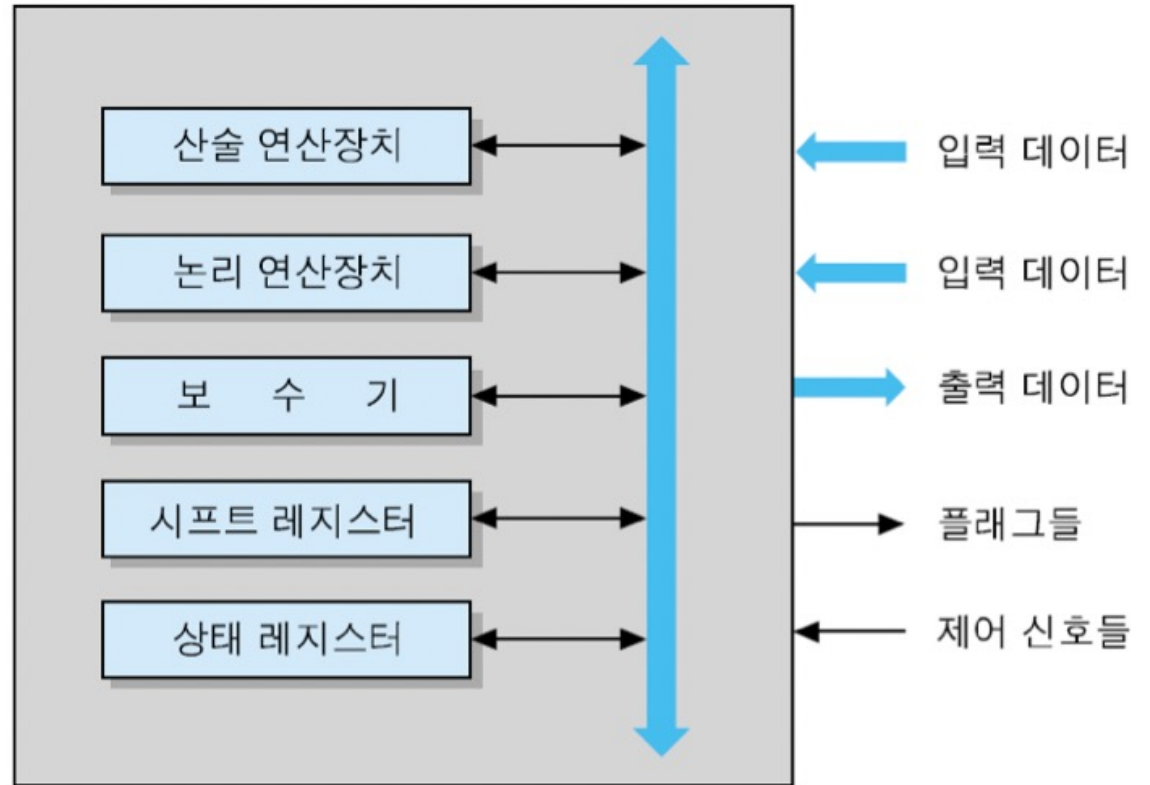 산술 연산장치
논리 연산장치
보 수 기
시프트 레지스터
상태 레지스터
입력 데이터
입력 데이터
출력 데이터
플래그들
제어 신호들